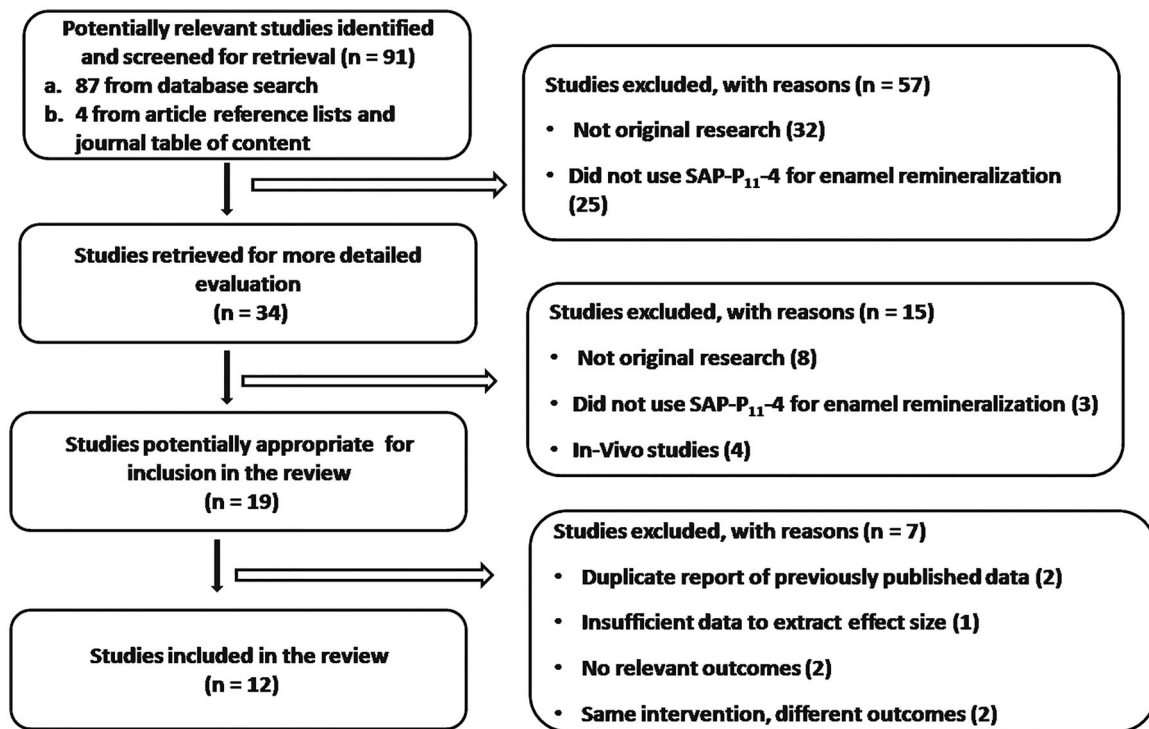 Potentially relevant studies identified
and screened for retrieval (n = 91)
a. 87 from database search
b. 4 from article reference lists and
journal table of content
Studies excluded, with reasons (n = 57)
• Not original research (32)
• Did not use SAP-P₁₁-4 for enamel remineralization
(25)
Studies retrieved for more detailed
evaluation
(n = 34)
Studies excluded, with reasons (n = 15)
• Not original research (8)
• Did not use SAP-P₁₁-4 for enamel remineralization (3)
• In-Vivo studies (4)
Studies potentially appropriate for
inclusion in the review
(n = 19)
Studies excluded, with reasons (n = 7)
• Duplicate report of previously published data (2)
• Insufficient data to extract effect size (1)
• No relevant outcomes (2)
• Same intervention, different outcomes (2)
Studies included in the review
(n = 12)